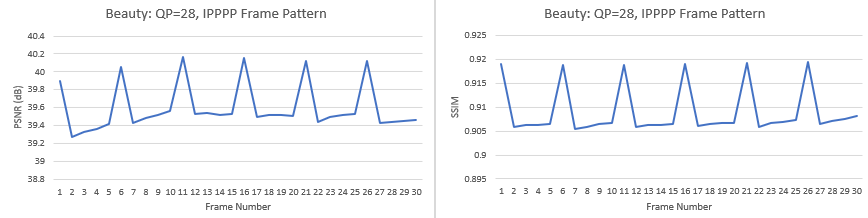 Beauty: QP=28, IPPPP Frame Pattern
40.4
40.2
40
39.8
39.6
39.4
39.2
39
38.8
PSNR (dB)
1 2 3 4 5 6 7 8 9 10 11 12 13 14 15 16 17 18 19 20 21 22 23 24 25 26 27 28 29 30
Frame Number
Beauty: QP=28, IPPPP Frame Pattern
0.925
0.92
0.915
0.91
0.905
0.9
0.895
SSIM
1 2 3 4 5 6 7 8 9 10 11 12 13 14 15 16 17 18 19 20 21 22 23 24 25 26 27 28 29 30
Frame Number